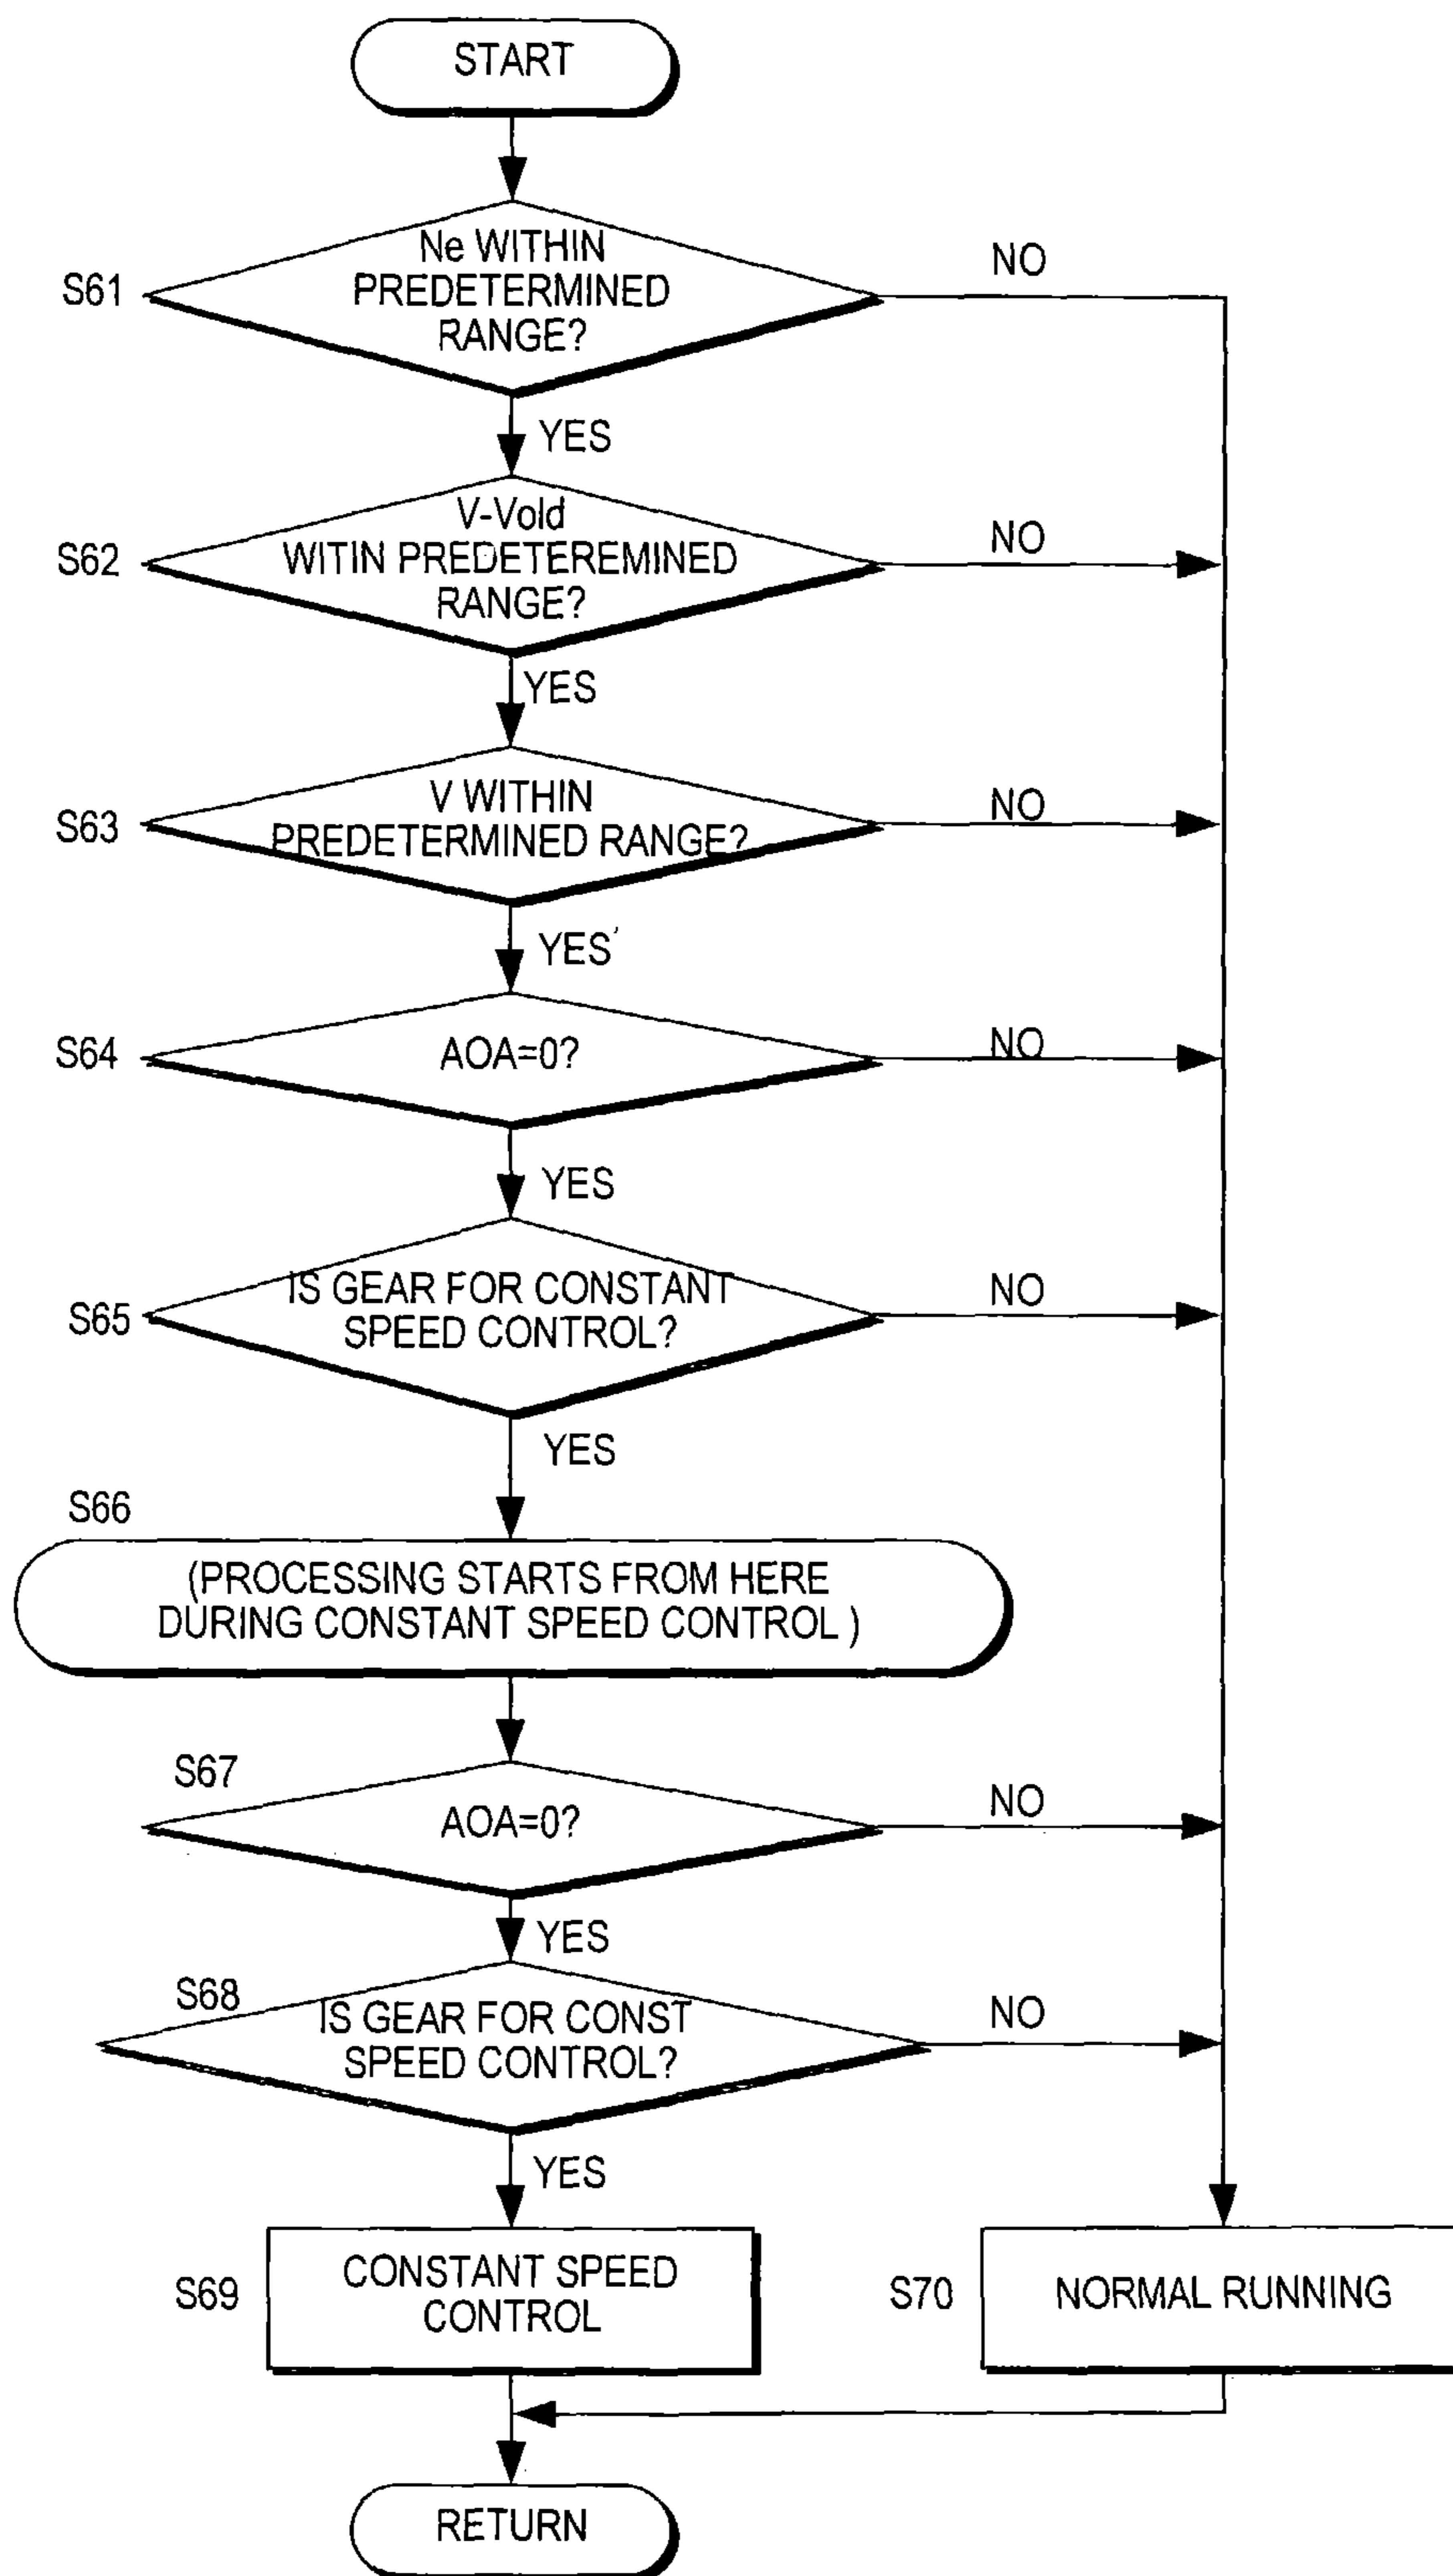 START
S61
Ne WITHIN
PREDETERMINED
RANGE?
NO
YES
S62
V-Vold
WITIN PREDETEREMINED
RANGE?
NO
YES
S63
V WITHIN
PREDETERMINED RANGE?
NO
YES
S64
AOA=0?
NO
YES
S65
IS GEAR FOR CONSTANT
SPEED CONTROL?
NO
YES
S66
(PROCESSING STARTS FROM HERE
DURING CONSTANT SPEED CONTROL )
S67
AOA=0?
NO
YES
S68
IS GEAR FOR CONST
SPEED CONTROL?
NO
YES
S69
CONSTANT SPEED
CONTROL
S70
NORMAL RUNNING
RETURN